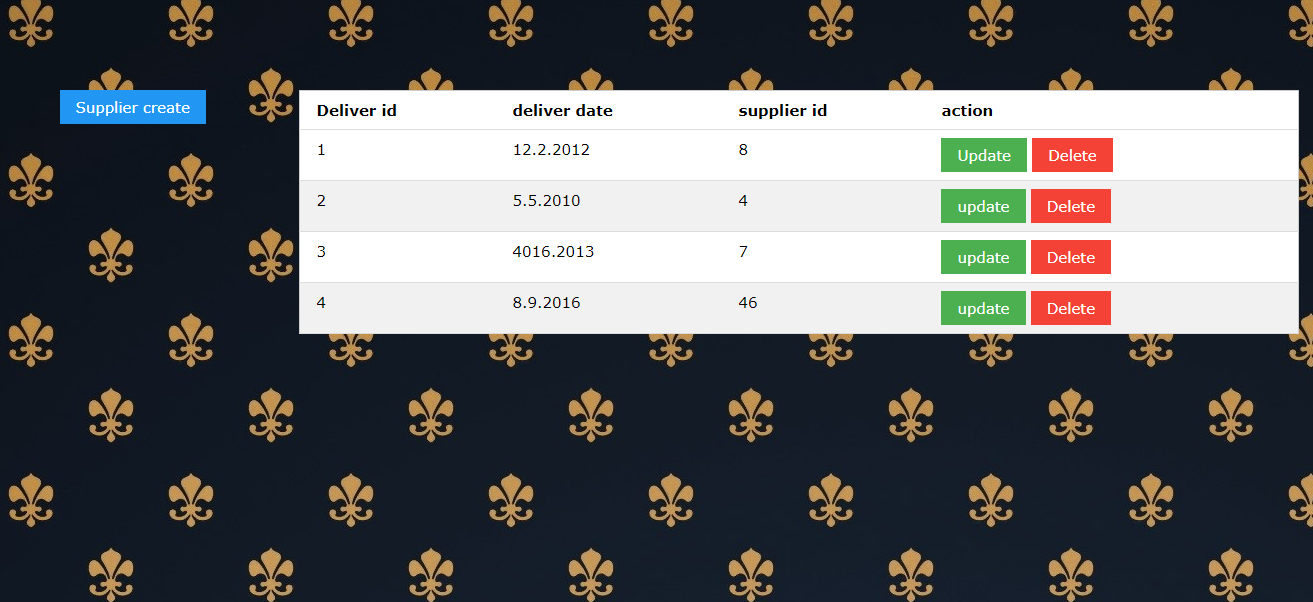 Supplier create
Deliver id deliver date supplier id action
1 12.2.2012 8 Update Delete
2 5.5.2010 4 update Delete
3 4016.2013 7 update Delete
4 8.9.2016 46 update Delete